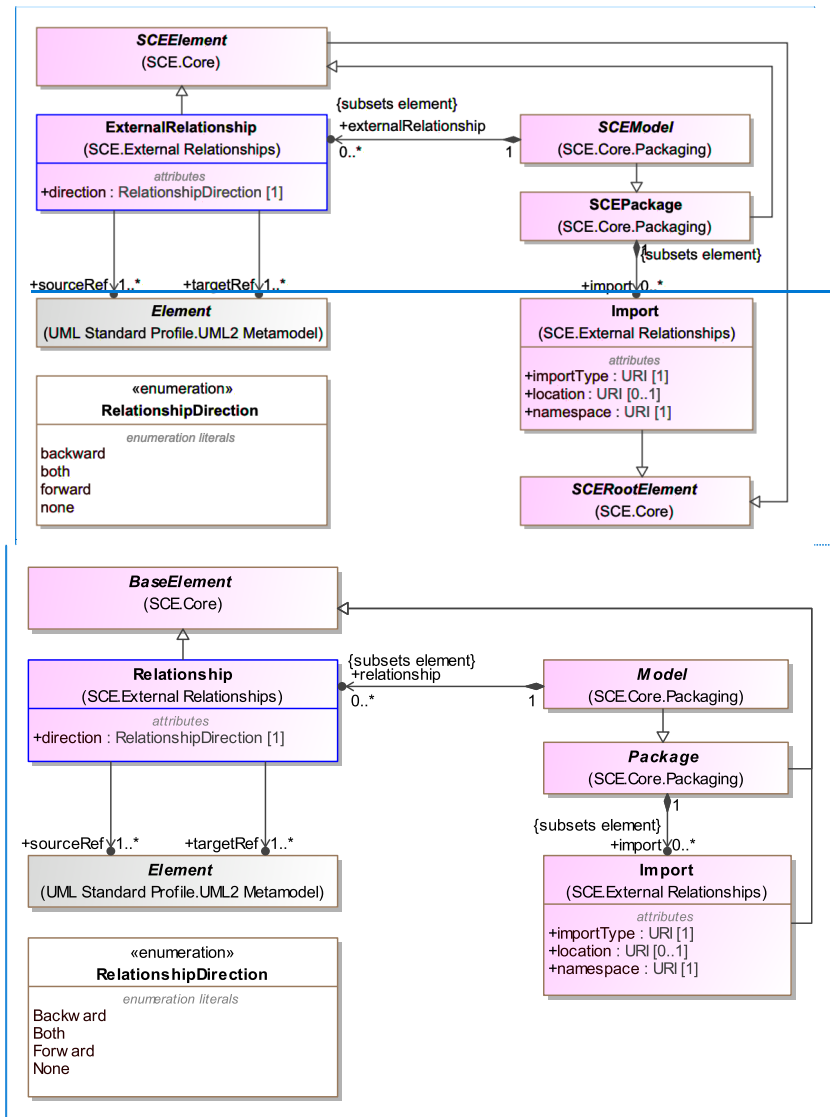 SCEElement
(SCE.Core)
{subsets element}
+externalRelationship
0..*
1
ExternalRelationship
(SCE.External Relationships)
attributes
+direction : RelationshipDirection [1]
SCEModel
(SCE.Core.Packaging)
SCEPackage
(SCE.Core.Packaging)
1
{subsets element}
+sourceRef 1..*
+targetRef 1..*
+import 0..*
Element
(UML Standard Profile.UML2 Metamodel)
Import
(SCE.External Relationships)
attributes
+importType : URI [1]
+location : URI [0..1]
+namespace : URI [1]
«enumeration»
RelationshipDirection
enumeration literals
backward
both
forward
none
SCERootElement
(SCE.Core)
BaseElement
(SCE.Core)
{subsets element}
+relationship
0..*
1
Relationship
(SCE.External Relationships)
attributes
+direction : RelationshipDirection [1]
Model
(SCE.Core.Packaging)
Package
(SCE.Core.Packaging)
1
{subsets element}
+import 0..*
+sourceRef 1..*
+targetRef 1..*
Element
(UML Standard Profile.UML2 Metamodel)
Import
(SCE.External Relationships)
attributes
+importType : URI [1]
+location : URI [0..1]
+namespace : URI [1]
«enumeration»
RelationshipDirection
enumeration literals
Backward
Both
Forward
None